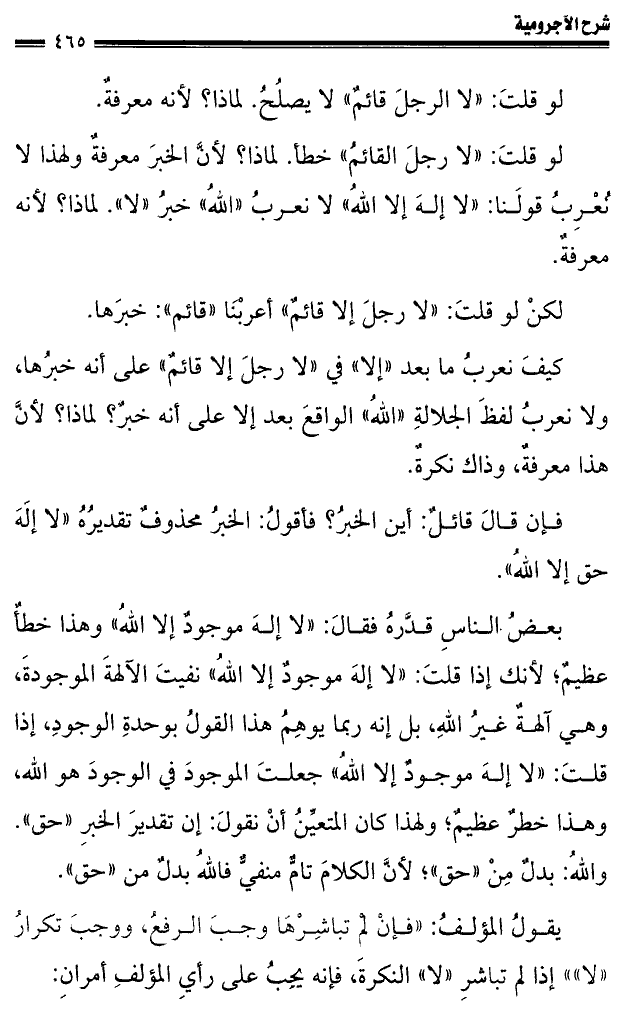 شرح الآجرومية
٤٦٥
لو قلتَ: «لا الرجلَ قائمٌ» لا يصلُحُ. لماذا؟ لأنه معرفةٌ.
لو قلتَ: «لا رجلَ القائمُ» خطأ. لماذا؟ لأنَّ الخبرَ معرفةٌ ولهذا لا
نُعْرِبُ قولَنا: «لا إلهَ إلا اللهُ» لا نعربُ «اللهُ» خبرُ «لا». لماذا؟ لأنه
معرفةٌ.
لكنْ لو قلتَ: «لا رجلَ إلا قائمٌ» أعربْنَا «قائم»: خبرَها.
كيفَ نعربُ ما بعد «إلا» في «لا رجلَ إلا قائمٌ» على أنه خبرُها،
ولا نعربُ لفظَ الجلالةِ «اللهُ» الواقعَ بعد إلا على أنه خبرٌ؟ لماذا؟ لأنَّ
هذا معرفةٌ، وذاك نكرةٌ.
فإن قالَ قائلٌ: أين الخبرُ؟ فأقولُ: الخبرُ محذوفٌ تقديرُهُ «لا إلَهَ
حق إلا اللهُ».
بعضُ الناسِ قدَّرهُ فقالَ: «لا إلهَ موجودٌ إلا اللهُ» وهذا خطأٌ
عظيمٌ؛ لأنك إذا قلتَ: «لا إلهَ موجودٌ إلا اللهُ» نفيتَ الآلهةَ الموجودةَ،
وهي آلهةٌ غيرُ اللهِ، بل إنه ربما يوهِمُ هذا القولُ بوحدةِ الوجودِ، إذا
قلتَ: «لا إلهَ موجودٌ إلا اللهُ» جعلتَ الموجودَ في الوجودَ هو الله،
وهذا خطرٌ عظيمٌ؛ ولهذا كان المتعيِّنُ أنْ نقولَ: إن تقديرَ الخبرِ «حق».
واللهُ: بدلٌ مِنْ «حق»؛ لأنَّ الكلامَ تامٌّ منفيٌّ فاللهُ بدلٌ من «حق».
يقولُ المؤلفُ: «فإنْ لمْ تباشِرْهَا وجبَ الرفعُ، ووجبَ تكرارُ
«لا»» إذا لم تباشرِ «لا» النكرةَ، فإنه يجبُ على رأيِ المؤلفِ أمرانِ: